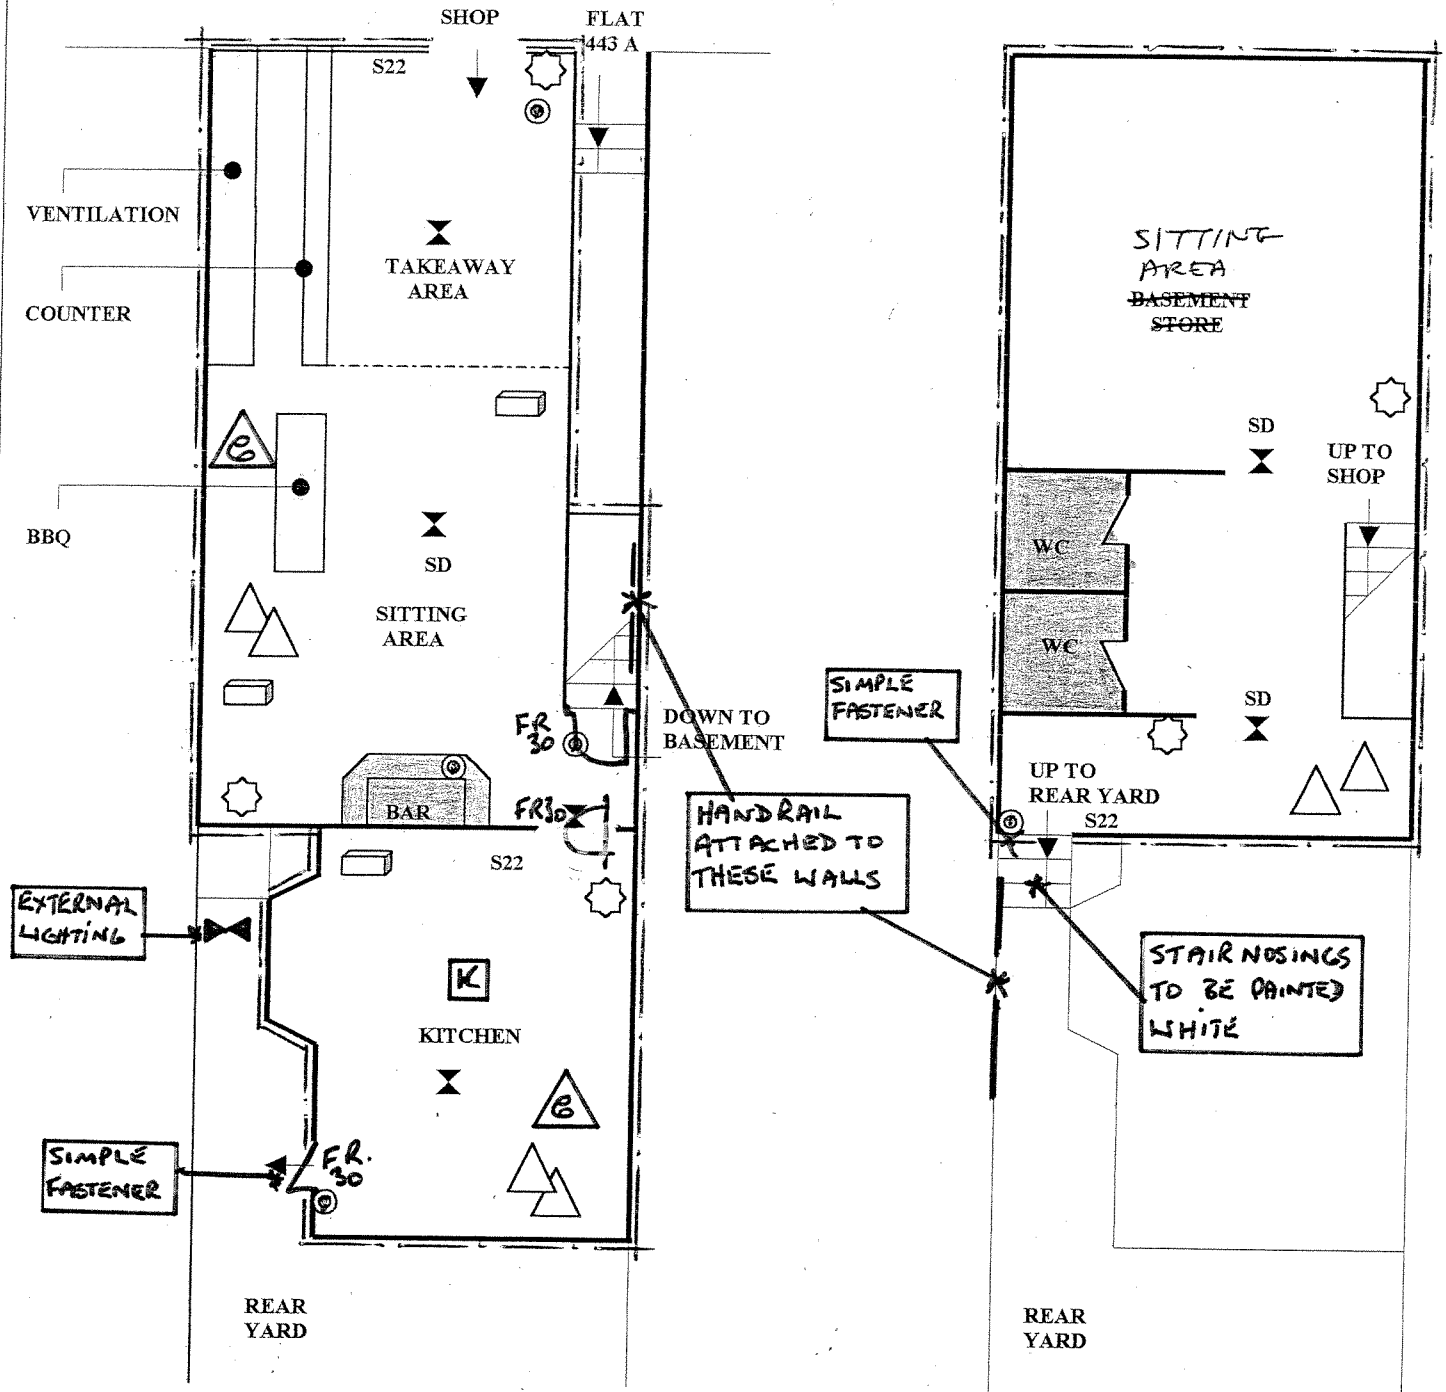 SHOP
FLAT
443 A
S22
VENTILATION
COUNTER
TAKEAWAY
AREA
BBQ
SD
SITTING
AREA
FR
30
DOWN TO
BASEMENT
BAR
FR30
S22
EXTERNAL
LIGHTING
K
KITCHEN
C
C
SIMPLE
FASTENER
F.R.
30
REAR
YARD
HANDRAIL
ATTACHED TO
THESE WALLS
SITTING
AREA
BASEMENT
STORE
SD
UP TO
SHOP
WC
WC
SIMPLE
FASTENER
SD
UP TO
REAR YARD
S22
STAIR NOSINGS
TO BE PAINTED
WHITE
REAR
YARD